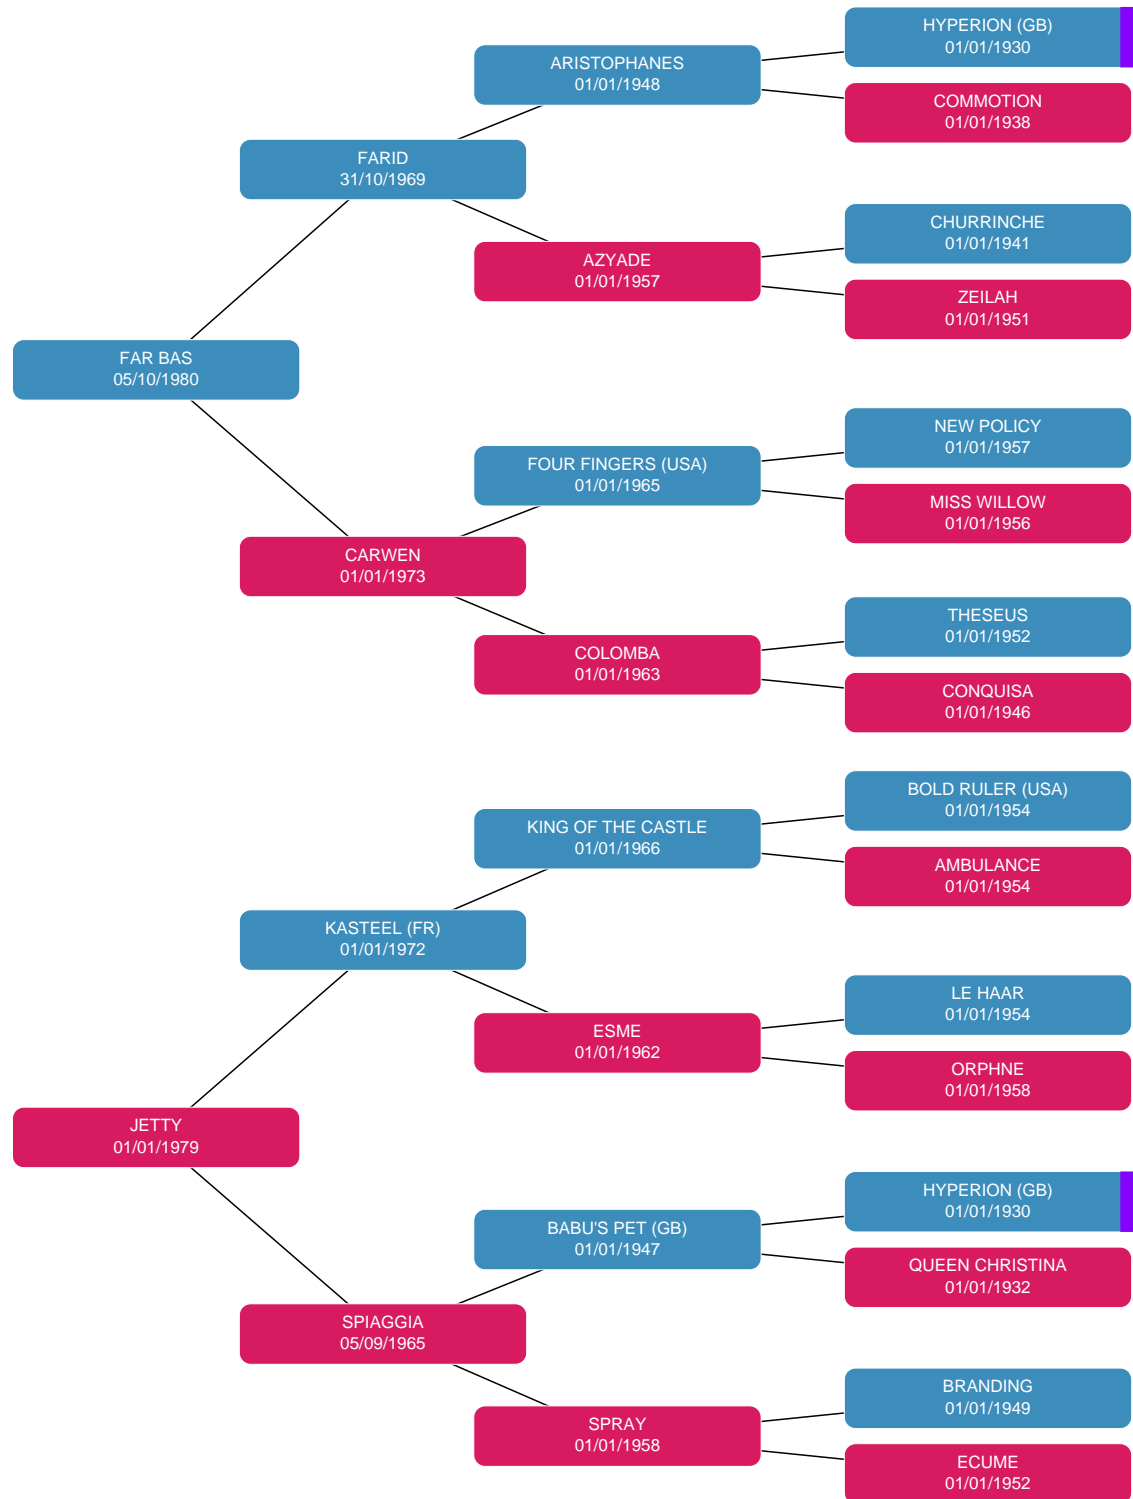 HYPERION (GB)
01/01/1930
ARISTOPHANES
01/01/1948
COMMOTION
01/01/1938
FARID
31/10/1969
CHURRINCHE
01/01/1941
AZYADE
01/01/1957
ZEILAH
01/01/1951
FAR BAS
05/10/1980
NEW POLICY
01/01/1957
FOUR FINGERS (USA)
01/01/1965
MISS WILLOW
01/01/1956
CARWEN
01/01/1973
THESEUS
01/01/1952
COLOMBA
01/01/1963
CONQUISA
01/01/1946
BOLD RULER (USA)
01/01/1954
KING OF THE CASTLE
01/01/1966
AMBULANCE
01/01/1954
KASTEEL (FR)
01/01/1972
LE HAAR
01/01/1954
ESME
01/01/1962
ORPHNE
01/01/1958
JETTY
01/01/1979
HYPERION (GB)
01/01/1930
BABU'S PET (GB)
01/01/1947
QUEEN CHRISTINA
01/01/1932
SPIAGGIA
05/09/1965
BRANDING
01/01/1949
SPRAY
01/01/1958
ECUME
01/01/1952